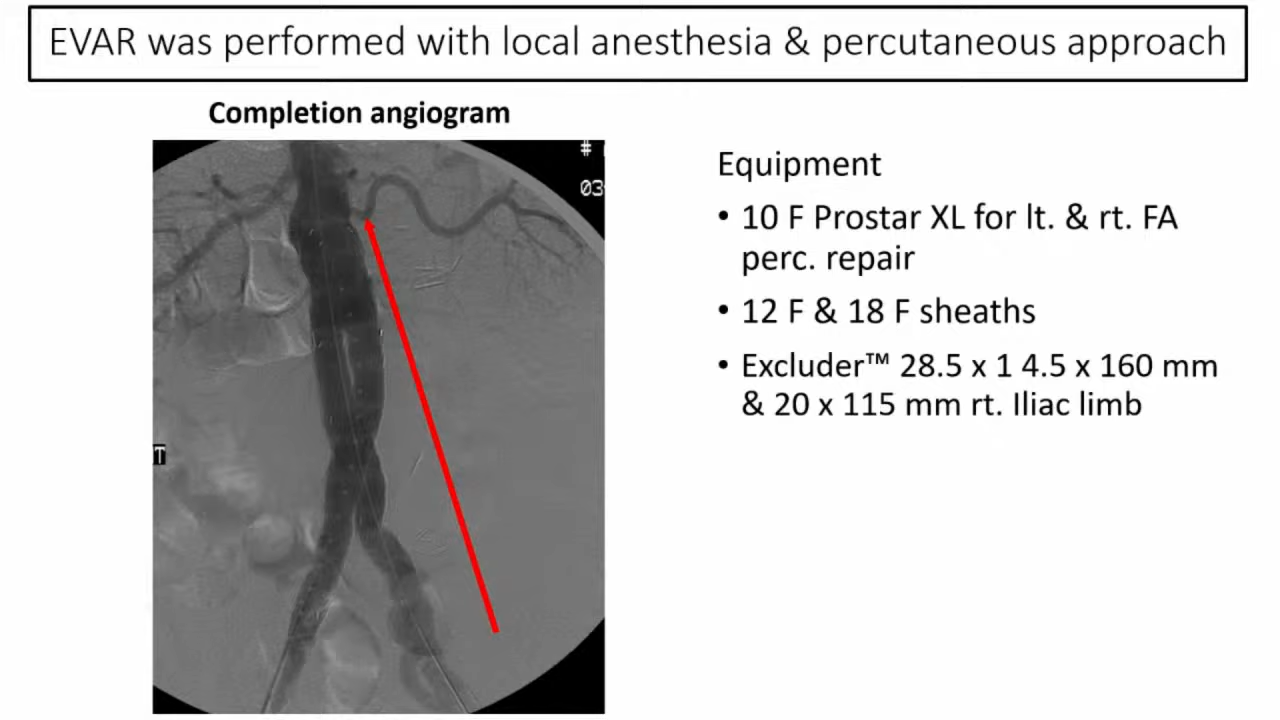 EVAR was performed with local anesthesia & percutaneous approach
Completion angiogram
#
03
T
Equipment
• 10 F Prostar XL for lt. & rt. FA
perc. repair
• 12 F & 18 F sheaths
• Excluder™ 28.5 x 1 4.5 x 160 mm
& 20 x 115 mm rt. Iliac limb